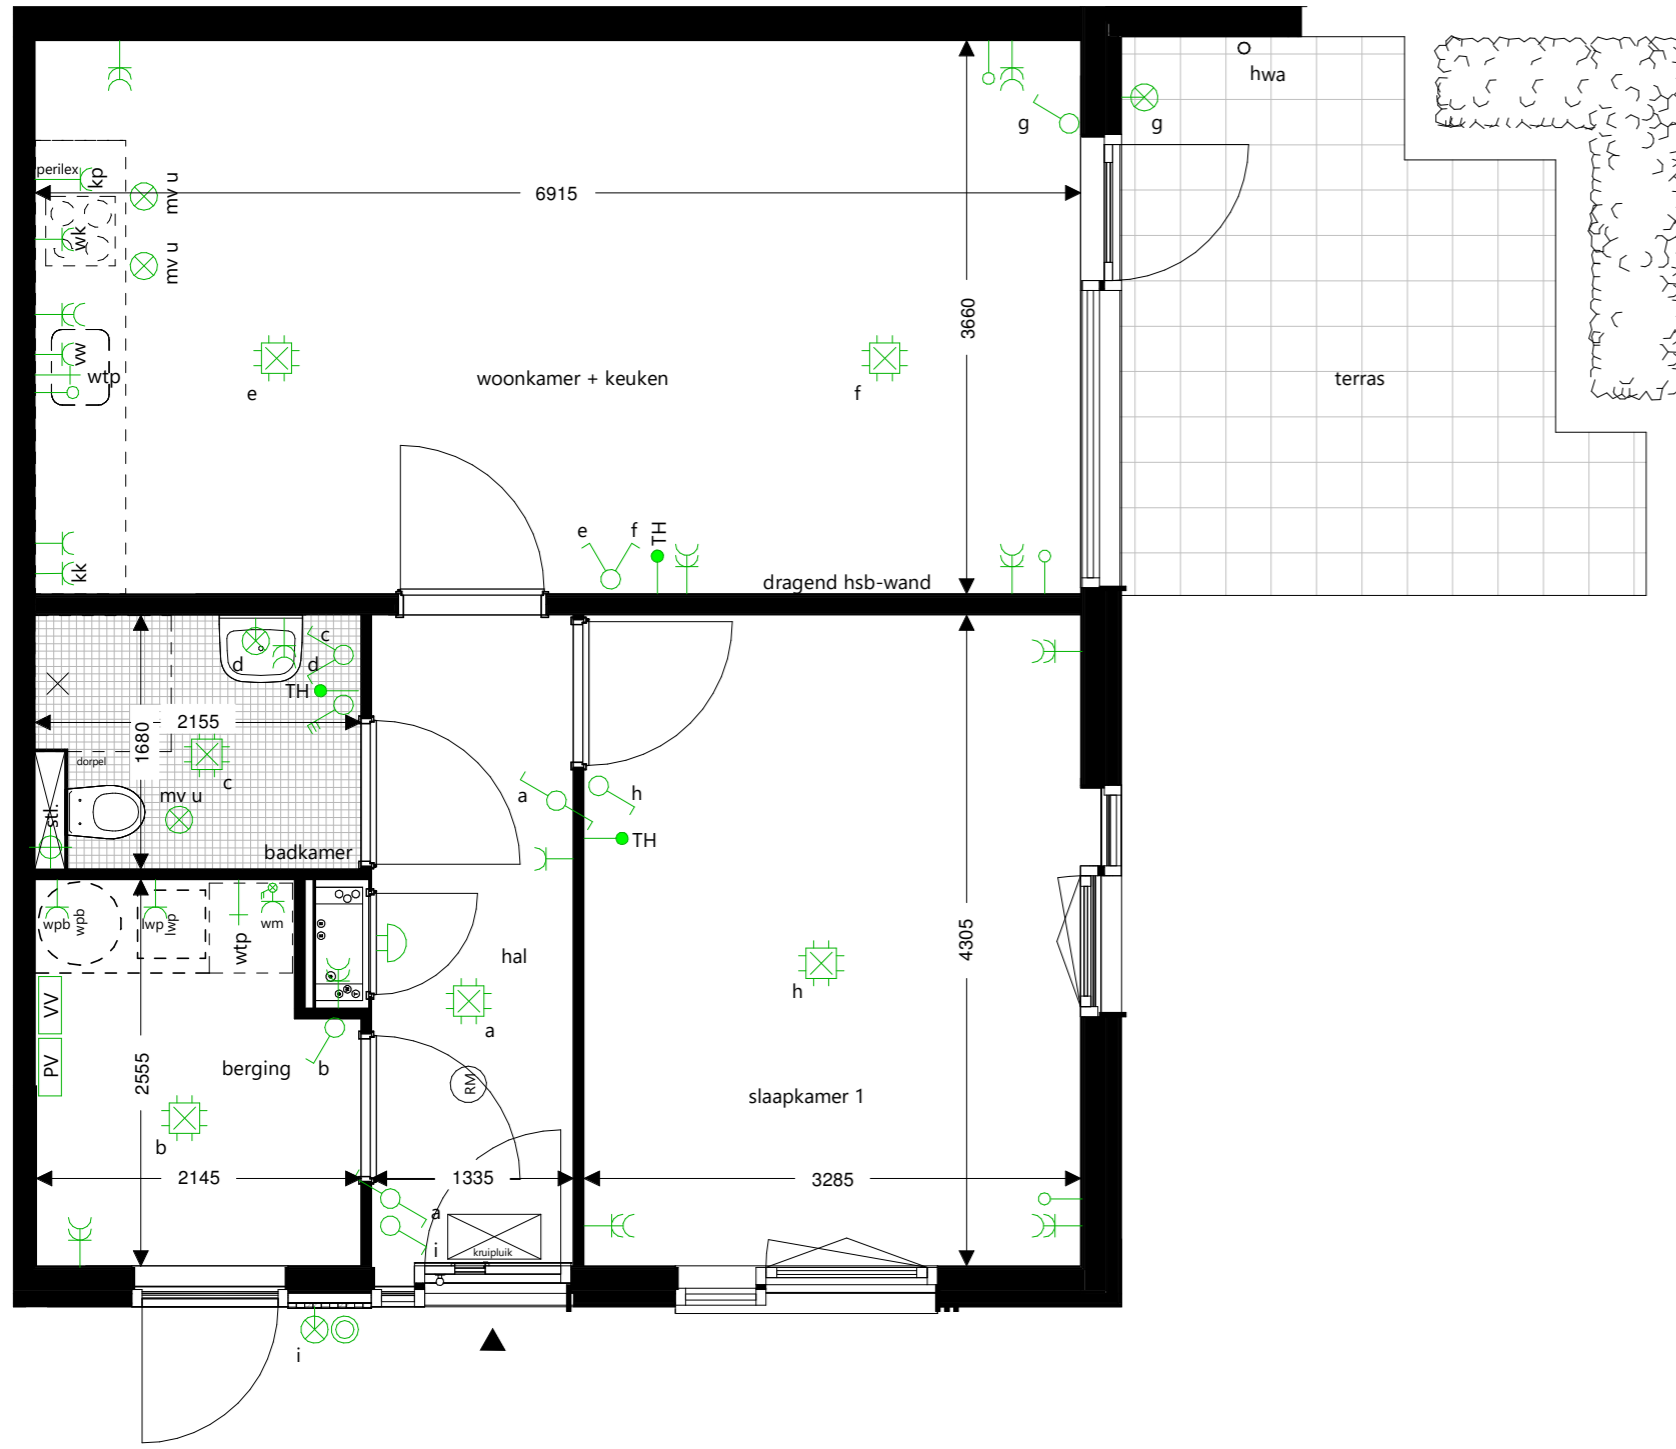 hwa
g
g
perilex
kp
mv u
6915
wk
mv u
3660
vw
wtp
e
woonkamer + keuken
f
terras
e
f
TH
kk
dragend hsb-wand
c
d
d
TH
2155
1680
E
dorpel
c
mv u
stl.
a
h
TH
badkamer
wpb
wpb
lwp
lwp
wtp
wm
hal
4305
VV
h
a
PV
2555
berging
b
RM
slaapkamer 1
b
2145
1335
3285
a
i
kruipluik
i